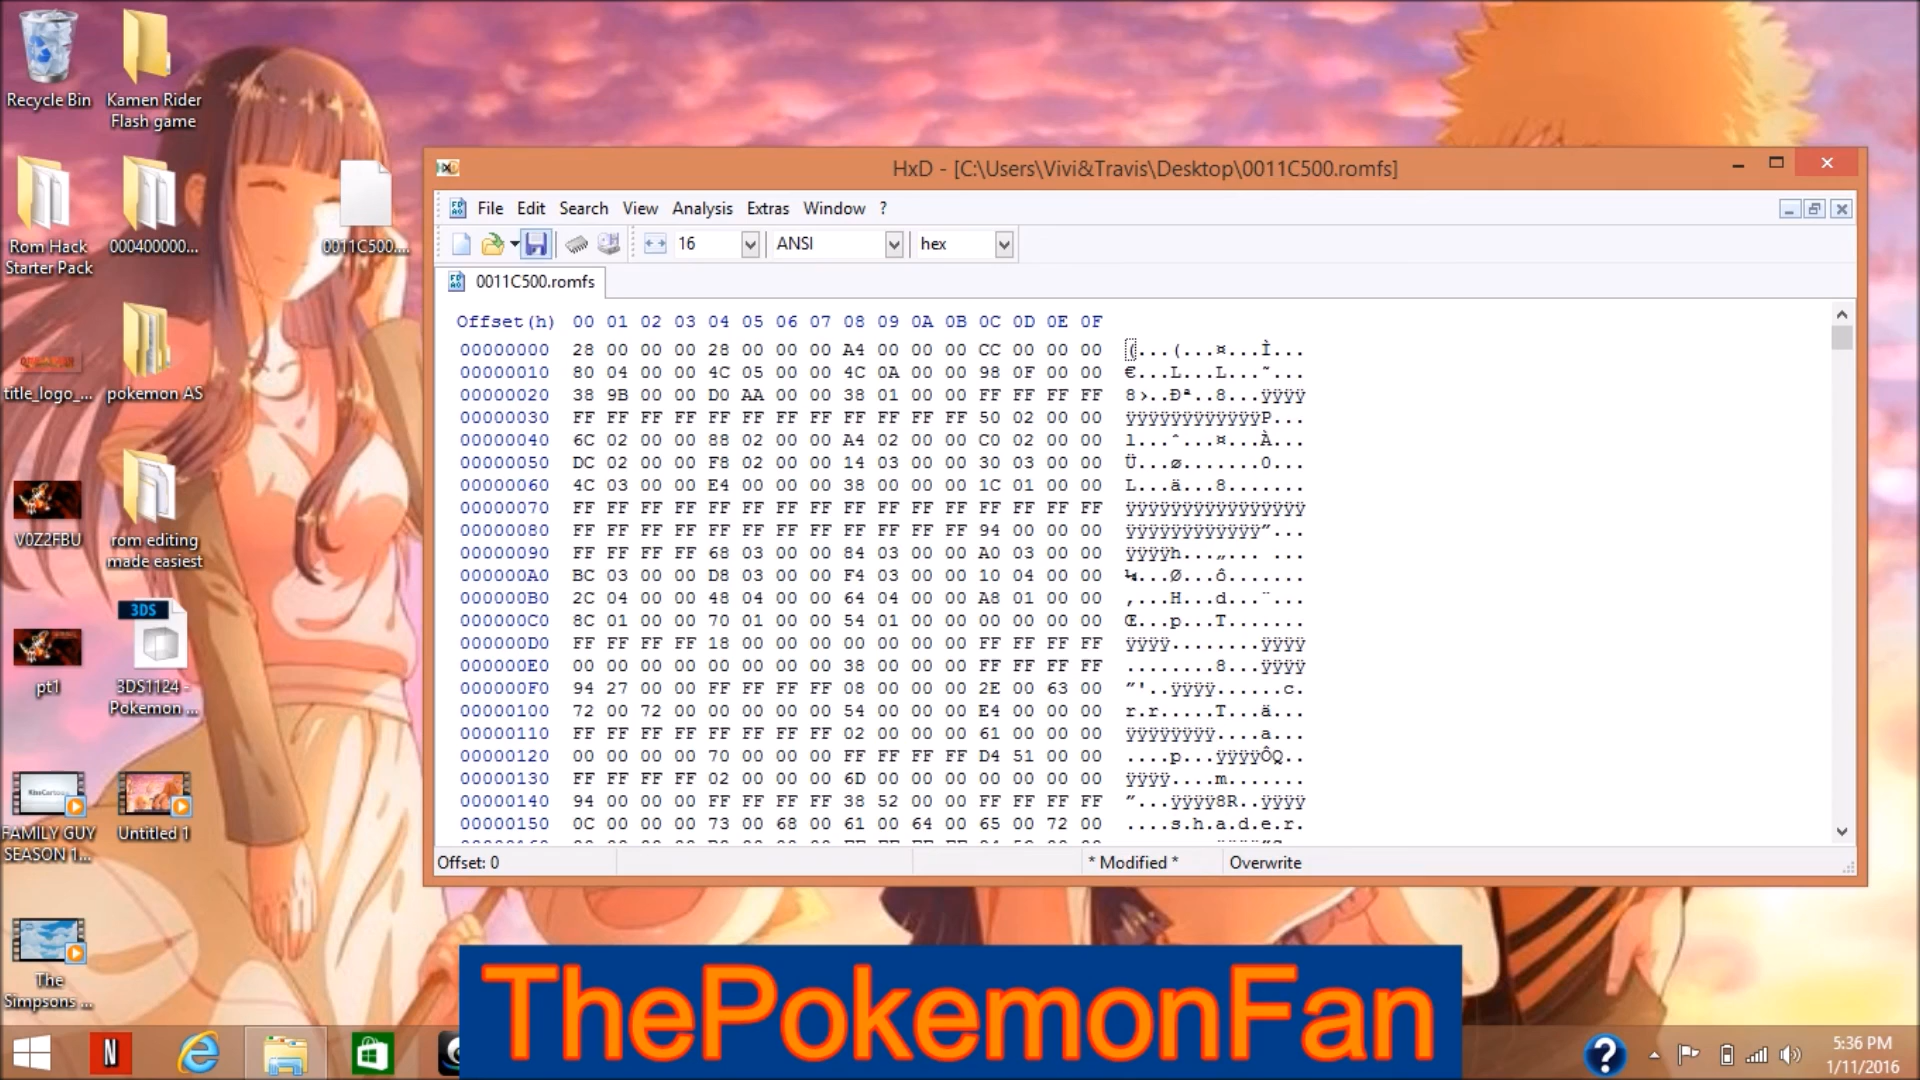 Recycle Bin
Kamen Rider
Flash game
Rom Hack
Starter Pack
000400000...
0011C500....
title_logo_...
pokemon AS
V0Z2FBU
rom editing
made easiest
pt1
3DS
3DS1124 -
Pokemon ...
FAMILY GUY
SEASON 1...
Untitled 1
The
Simpsons ...
HxD - [C:\Users\Vivi&Travis\Desktop\0011C500.romfs]
File Edit Search View Analysis Extras Window ?
16 ANSI hex
0011C500.romfs
Offset(h) 00 01 02 03 04 05 06 07 08 09 0A 0B 0C 0D 0E 0F
00000000 28 00 00 00 28 00 00 00 A4 00 00 00 CC 00 00 00 (...(...¤...Ì...
00000010 80 04 00 00 4C 05 00 00 4C 0A 00 00 98 0F 00 00 €...L...L...˜...
00000020 38 9B 00 00 D0 AA 00 00 38 01 00 00 FF FF FF FF 8›..Ъ..8...ÿÿÿÿ
00000030 FF FF FF FF FF FF FF FF FF FF FF FF 50 02 00 00 ÿÿÿÿÿÿÿÿÿÿÿÿP...
00000040 6C 02 00 00 88 02 00 00 A4 02 00 00 C0 02 00 00 l...ˆ...¤...À...
00000050 DC 02 00 00 F8 02 00 00 14 03 00 00 30 03 00 00 Ü...ø.......0...
00000060 4C 03 00 00 E4 00 00 00 38 00 00 00 1C 01 00 00 L...ä...8.......
00000070 FF FF FF FF FF FF FF FF FF FF FF FF FF FF FF FF ÿÿÿÿÿÿÿÿÿÿÿÿÿÿÿÿ
00000080 FF FF FF FF FF FF FF FF FF FF FF FF 94 00 00 00 ÿÿÿÿÿÿÿÿÿÿÿÿ”...
00000090 FF FF FF FF 68 03 00 00 84 03 00 00 A0 03 00 00 ÿÿÿÿh...„... ...
000000A0 BC 03 00 00 D8 03 00 00 F4 03 00 00 10 04 00 00 ¼...Ø...ô.......
000000B0 2C 04 00 00 48 04 00 00 64 04 00 00 A8 01 00 00 ,...H...d...¨...
000000C0 8C 01 00 00 70 01 00 00 54 01 00 00 00 00 00 00 Œ...p...T.......
000000D0 FF FF FF FF 18 00 00 00 00 00 00 00 FF FF FF FF ÿÿÿÿ........ÿÿÿÿ
000000E0 00 00 00 00 00 00 00 00 38 00 00 00 FF FF FF FF ........8...ÿÿÿÿ
000000F0 94 27 00 00 FF FF FF FF 08 00 00 00 2E 00 63 00 ”'..ÿÿÿÿ......c.
00000100 72 00 72 00 00 00 00 00 54 00 00 00 E4 00 00 00 r.r.....T...ä...
00000110 FF FF FF FF FF FF FF FF 02 00 00 00 61 00 00 00 ÿÿÿÿÿÿÿÿ....a...
00000120 00 00 00 00 70 00 00 00 FF FF FF FF D4 51 00 00 ....p...ÿÿÿÿÔQ..
00000130 FF FF FF FF 02 00 00 00 6D 00 00 00 00 00 00 00 ÿÿÿÿ....m.......
00000140 94 00 00 00 FF FF FF FF 38 52 00 00 FF FF FF FF ”...ÿÿÿÿ8R..ÿÿÿÿ
00000150 0C 00 00 00 73 00 68 00 61 00 64 00 65 00 72 00 ....s.h.a.d.e.r.
Offset: 0 * Modified * Overwrite
ThePokemonFan
5:36 PM
1/11/2016